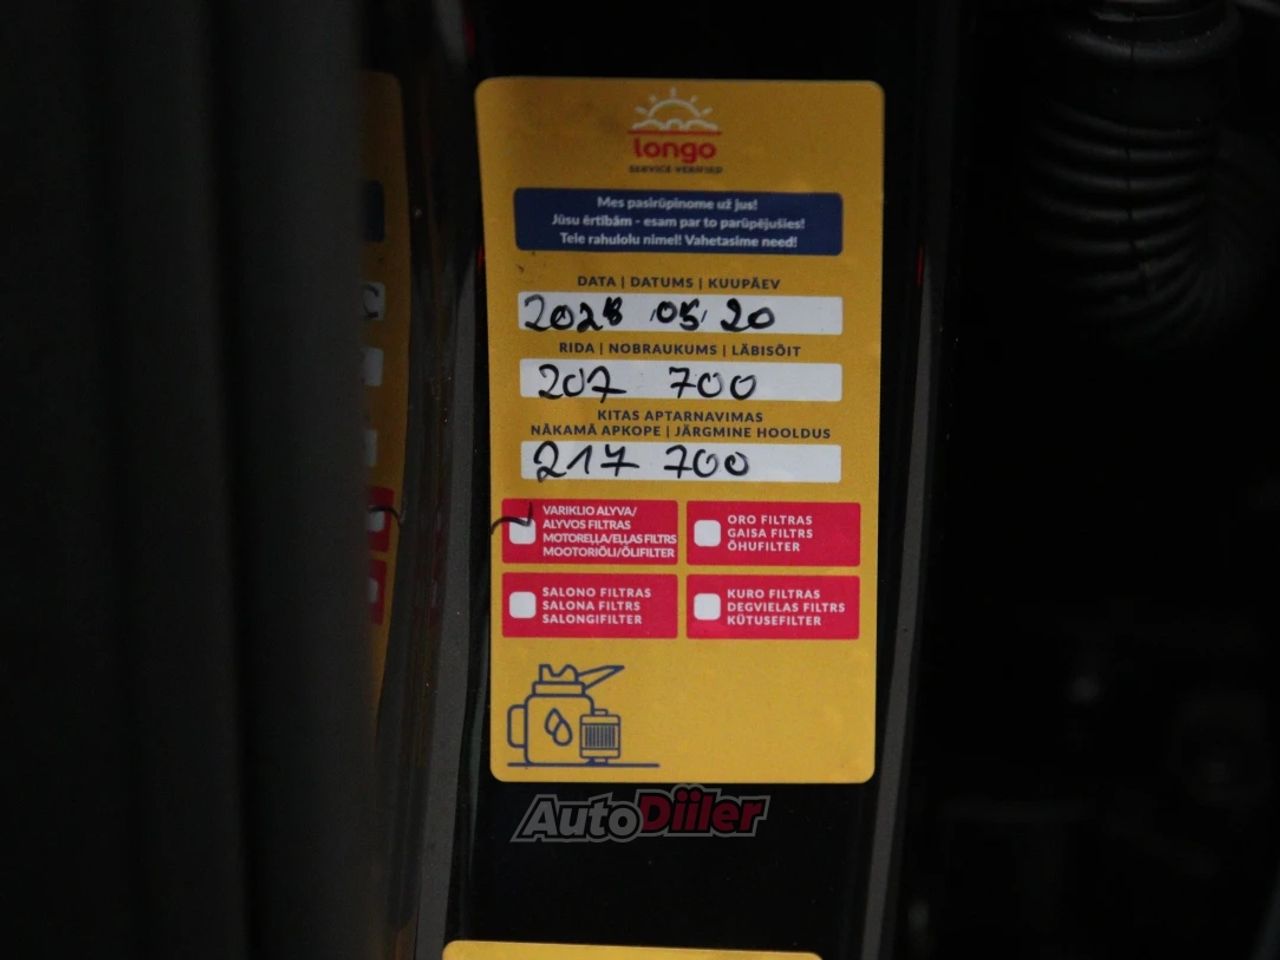 longo
SERVICE VERIFIED
Mes pasirūpinome už jus!
Jūsu ērtībām - esam par to parūpējušies!
Teie rahulolu nimel! Vahetasime need!
DATA | DATUMS | KUUPÄEV
05 20
RIDA | NOBRAUKUMS | LÄBISÕIT
207 700
KITAS APTARNAVIMAS
NĀKAMĀ APKOPE | JÄRGMINE HOOLDUS
217 700
VARIKLIO ALYVA/
ALYVOS FILTRAS
MOTOREĻĻA/EĻĻAS FILTRS
MOOTORIÕLI/ÕLIFILTER
ORO FILTRAS
GAISA FILTRS
ÕHUFILTER
SALONO FILTRAS
SALONA FILTRS
SALONGIFILTER
KURO FILTRAS
DEGVIELAS FILTRS
KÜTUSEFILTER
AutoDiiler